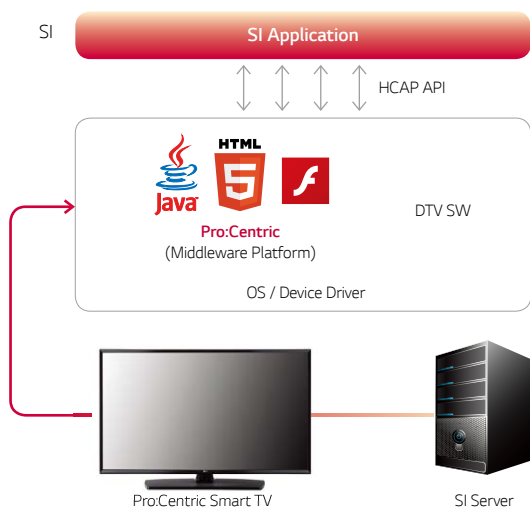 SI
SI Application
HCAP API
HTML
5
Java
DTV SW
Pro:Centric
(Middleware Platform)
OS / Device Driver
Pro:Centric Smart TV
SI Server